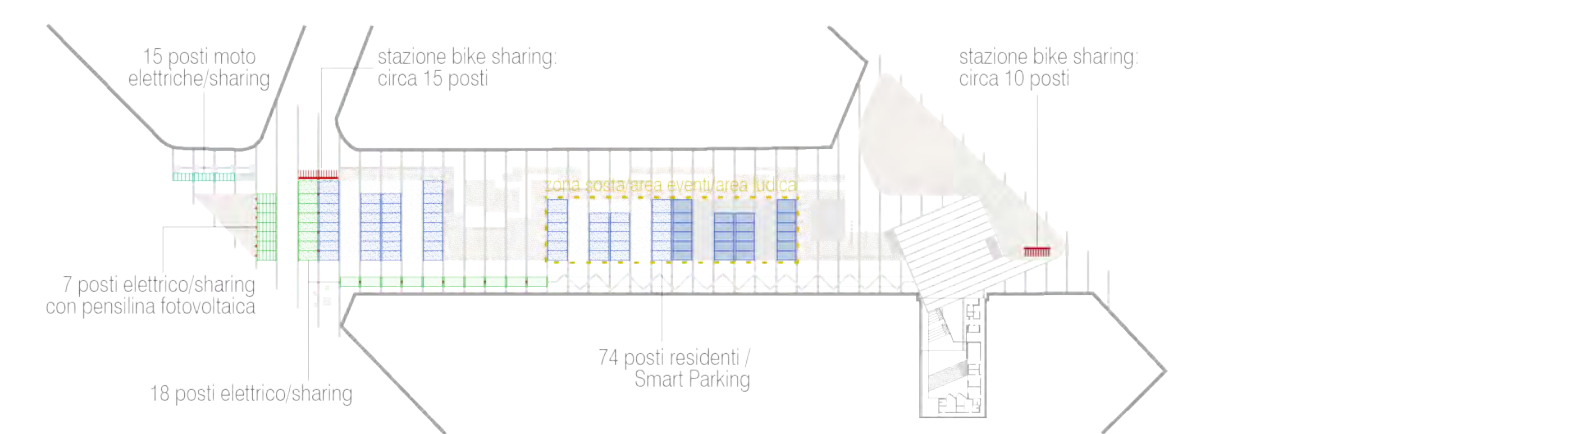 15 posti moto
elettriche/sharing
stazione bike sharing:
circa 15 posti
stazione bike sharing:
circa 10 posti
zona sosta/area eventi/area ludica
7 posti elettrico/sharing
con pensilina fotovoltaica
18 posti elettrico/sharing
74 posti residenti /
Smart Parking